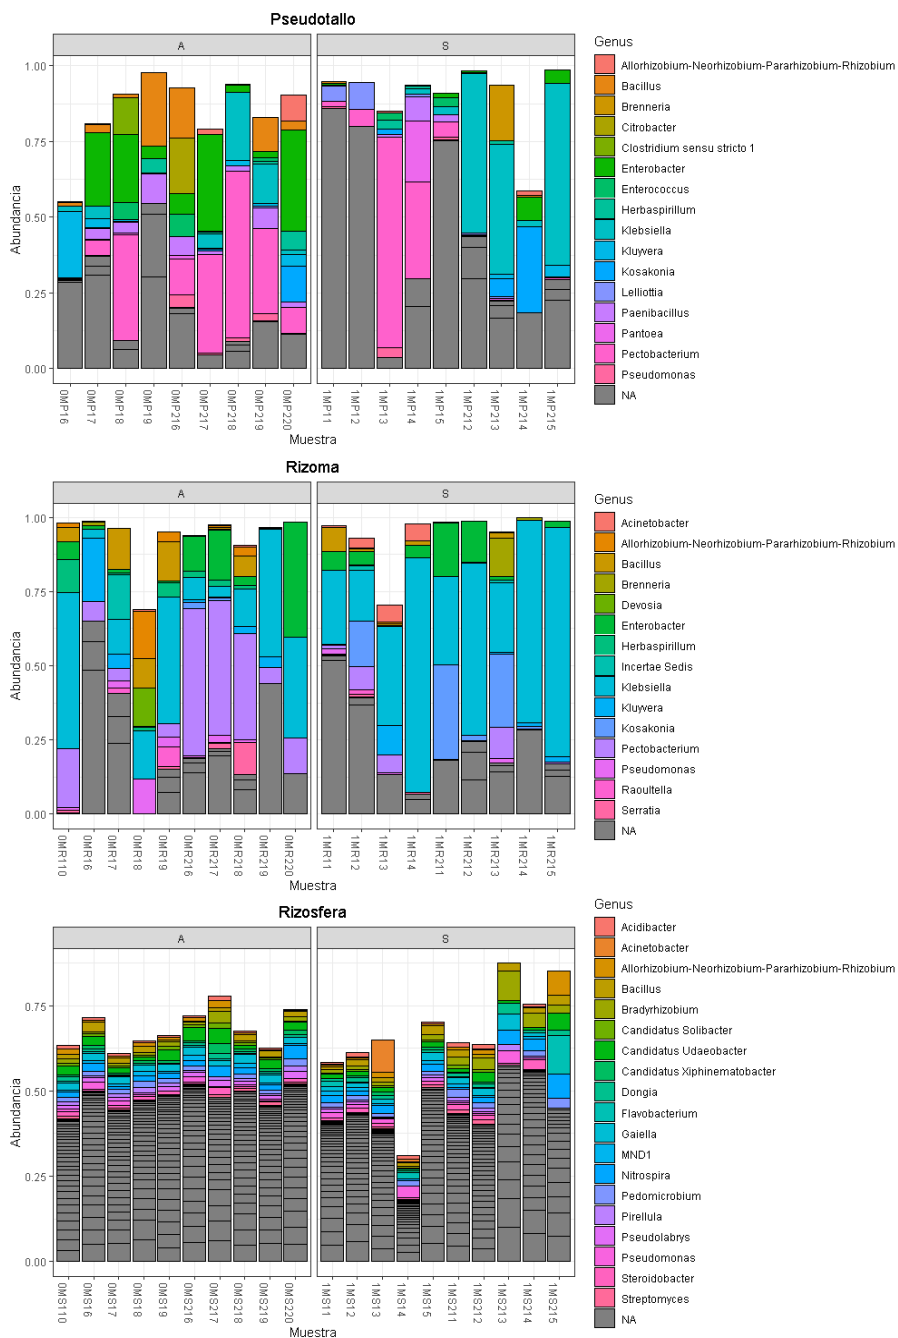 Pseudotallo
A
S
1.00
0.75
0.50
0.25
0.00
Abundancia
0MP16
0MP17
0MP18
0MP19
0MP216
0MP217
0MP218
0MP219
0MP220
1MP11
1MP12
1MP13
1MP14
1MP15
1MP212
1MP213
1MP214
1MP215
Muestra
Genus
Allorhizobium-Neorhizobium-Pararhizobium-Rhizobium
Bacillus
Brenneria
Citrobacter
Clostridium sensu stricto 1
Enterobacter
Enterococcus
Herbaspirillum
Klebsiella
Kluyvera
Kosakonia
Lelliottia
Paenibacillus
Pantoea
Pectobacterium
Pseudomonas
NA
Rizoma
A
S
1.00
0.75
0.50
0.25
0.00
Abundancia
0MR110
0MR16
0MR17
0MR18
0MR19
0MR216
0MR217
0MR218
0MR219
0MR220
1MR11
1MR12
1MR13
1MR14
1MR211
1MR212
1MR213
1MR214
1MR215
Muestra
Genus
Acinetobacter
Allorhizobium-Neorhizobium-Pararhizobium-Rhizobium
Bacillus
Brenneria
Devosia
Enterobacter
Herbaspirillum
Incertae Sedis
Klebsiella
Kluyvera
Kosakonia
Pectobacterium
Pseudomonas
Raoultella
Serratia
NA
Rizosfera
A
S
0.75
0.50
0.25
0.00
Abundancia
0MS110
0MS16
0MS17
0MS18
0MS19
0MS216
0MS217
0MS218
0MS219
0MS220
1MS11
1MS12
1MS13
1MS14
1MS15
1MS211
1MS212
1MS213
1MS214
1MS215
Muestra
Genus
Acidibacter
Acinetobacter
Allorhizobium-Neorhizobium-Pararhizobium-Rhizobium
Bacillus
Bradyrhizobium
Candidatus Solibacter
Candidatus Udaeobacter
Candidatus Xiphinematobacter
Dongia
Flavobacterium
Gaiella
MND1
Nitrospira
Pedomicrobium
Pirellula
Pseudolabrys
Pseudomonas
Steroidobacter
Streptomyces
NA